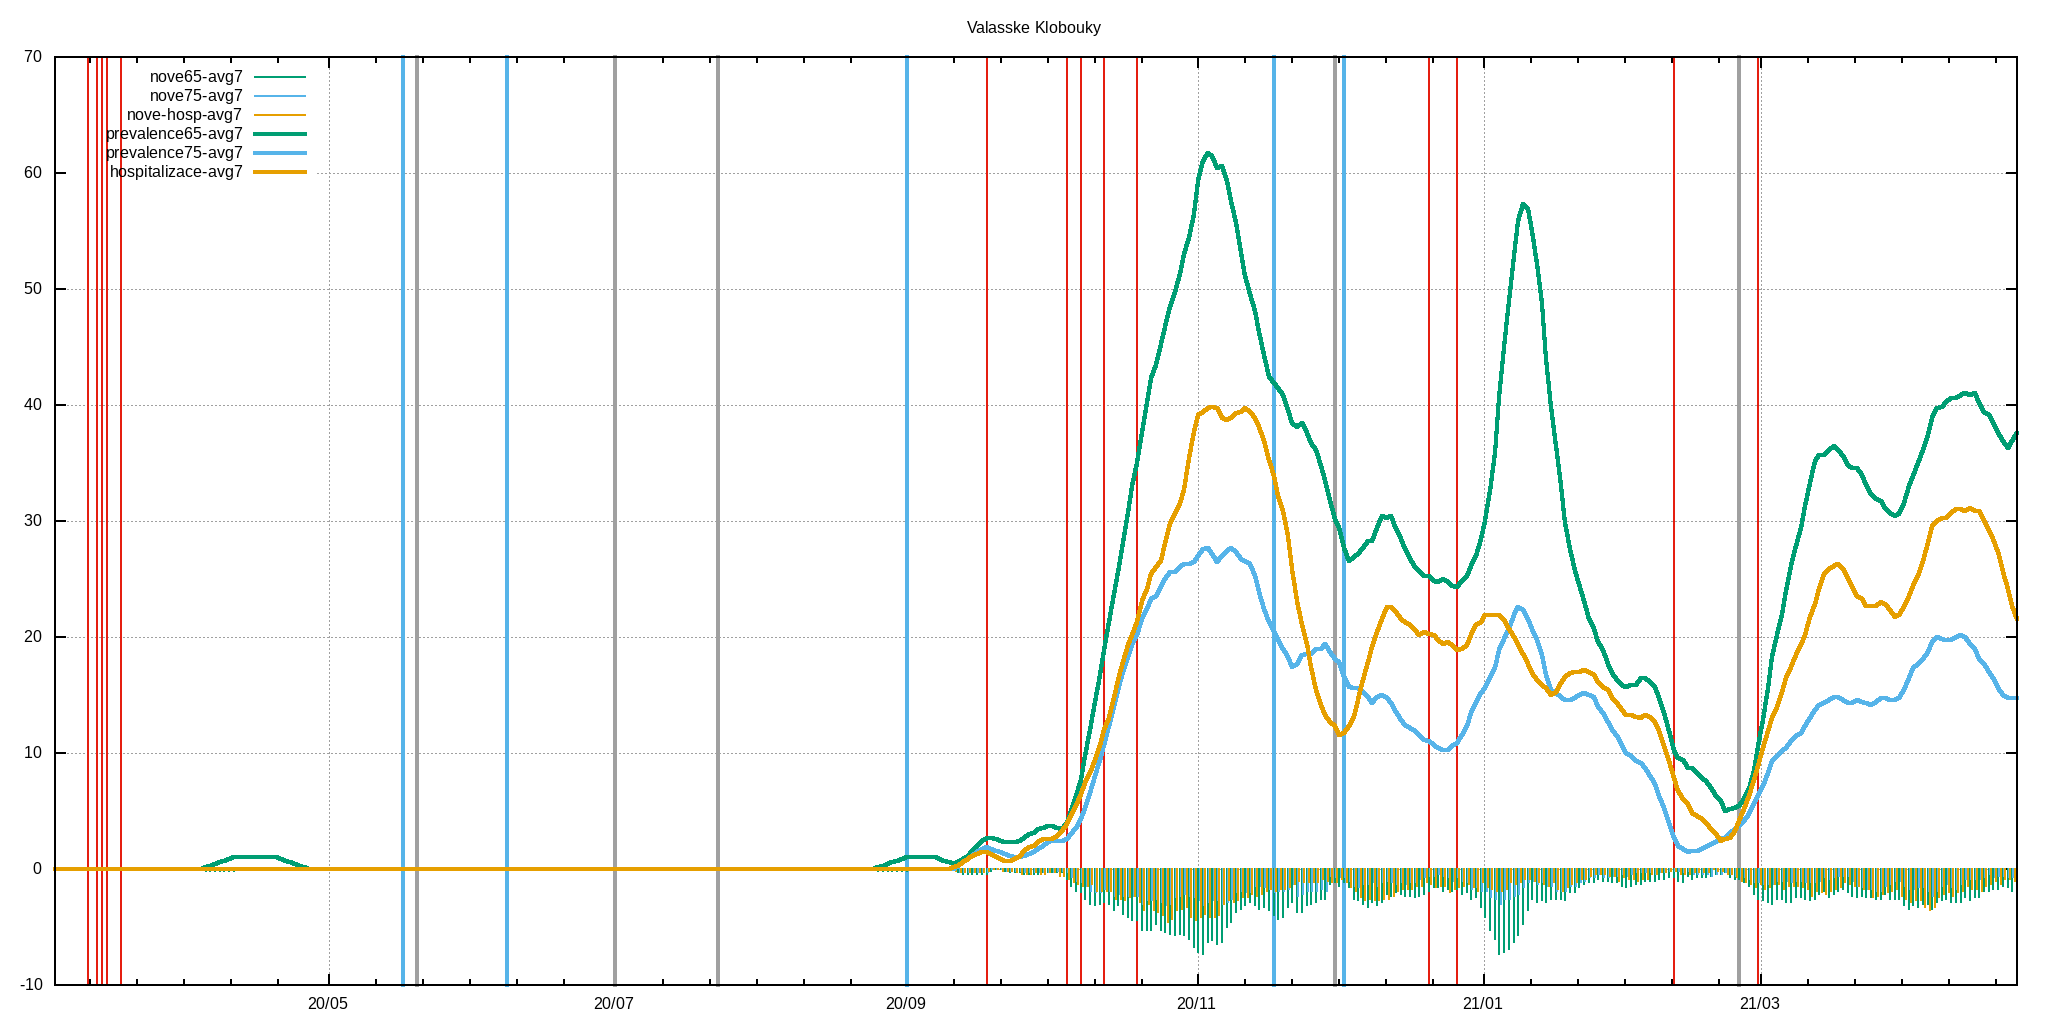 Valasske Klobouky
70
60
50
40
30
20
10
0
-10
nove65-avg7
nove75-avg7
nove-hosp-avg7
prevalence65-avg7
prevalence75-avg7
hospitalizace-avg7
20/05 20/07 20/09 20/11 21/01 21/03